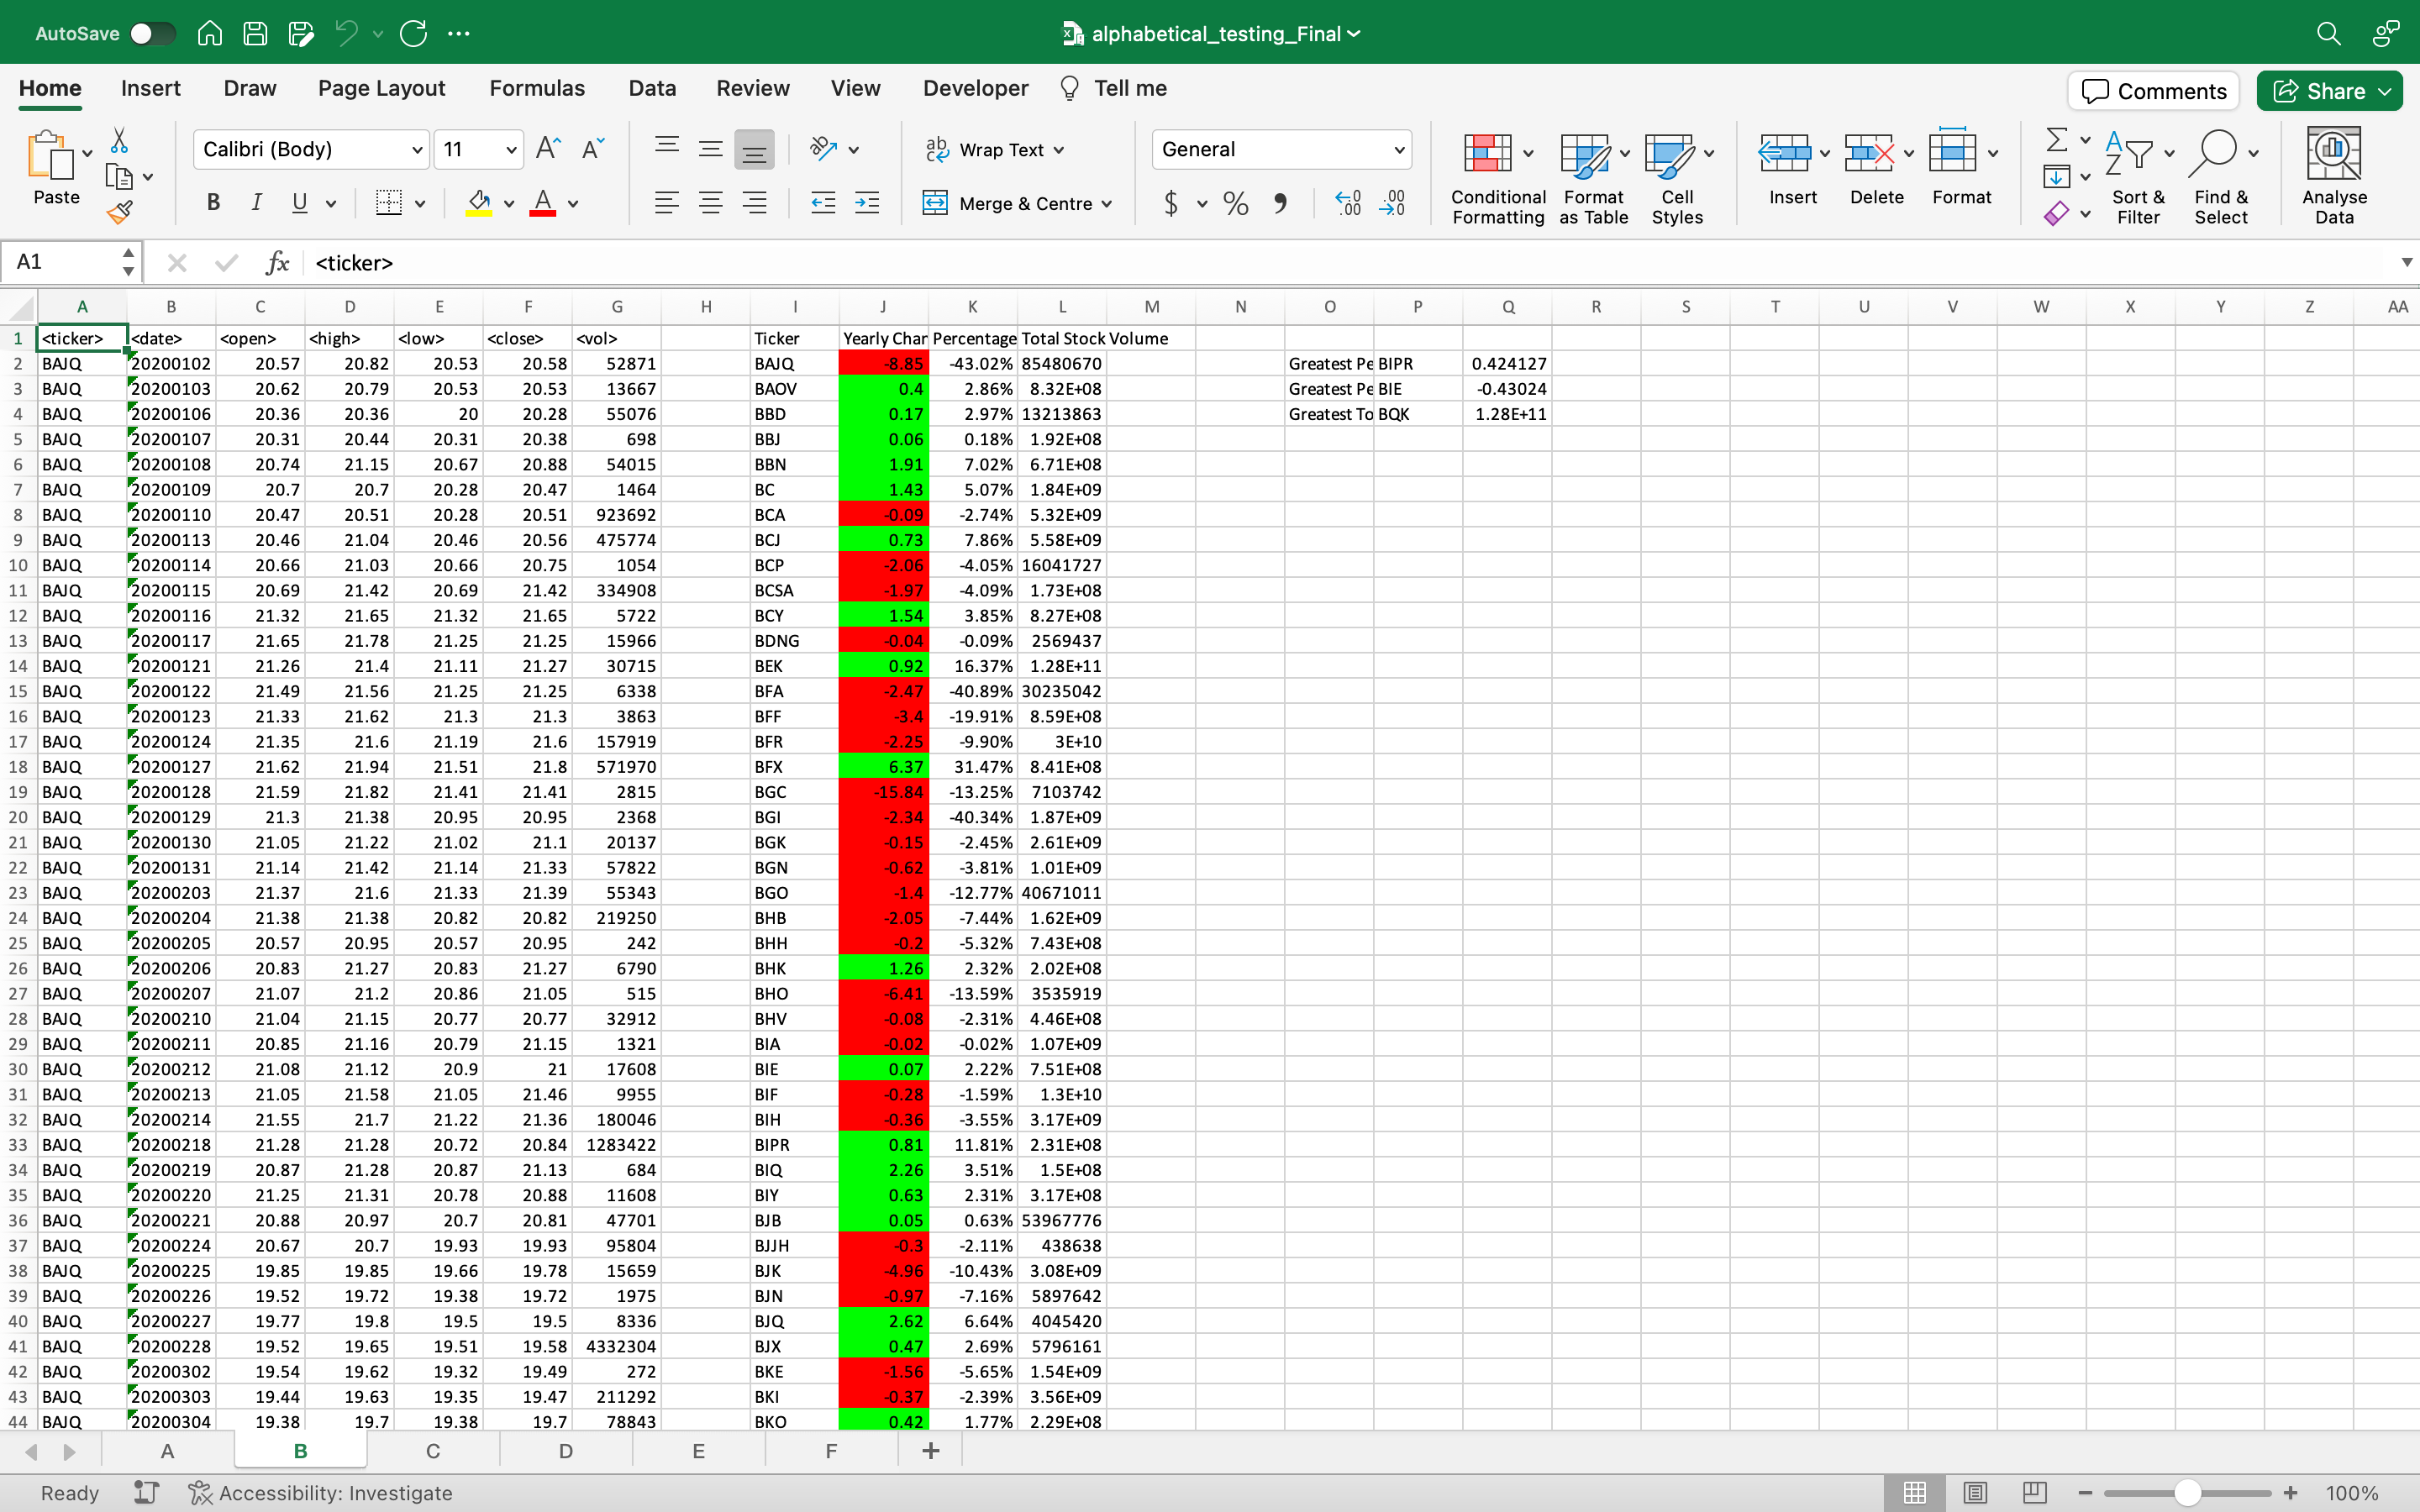 AutoSave
alphabetical_testing_Final
Home Insert Draw Page Layout Formulas Data Review View Developer Tell me Comments Share
Paste Calibri (Body) 11 Wrap Text General
B I U Merge & Centre $ % Conditional Formatting Format as Table Cell Styles Insert Delete Format Sort & Filter Find & Select Analyse Data
A1 fx <ticker>
A B C D E F G H I J K L M N O P Q R S T U V W X Y Z AA
1 <ticker> <date> <open> <high> <low> <close> <vol> Ticker Yearly Char Percentage Total Stock Volume
2 BAJQ 20200102 20.57 20.82 20.53 20.58 52871 BAJQ -8.85 -43.02% 85480670 Greatest Pe BIPR 0.424127
3 BAJQ 20200103 20.62 20.79 20.53 20.53 13667 BAOV 0.4 2.86% 8.32E+08 Greatest Pe BIE -0.43024
4 BAJQ 20200106 20.36 20.36 20 20.28 55076 BBD 0.17 2.97% 13213863 Greatest To BQK 1.28E+11
5 BAJQ 20200107 20.31 20.44 20.31 20.38 698 BBJ 0.06 0.18% 1.92E+08
6 BAJQ 20200108 20.74 21.15 20.67 20.88 54015 BBN 1.91 7.02% 6.71E+08
7 BAJQ 20200109 20.7 20.7 20.28 20.47 1464 BC 1.43 5.07% 1.84E+09
8 BAJQ 20200110 20.47 20.51 20.28 20.51 923692 BCA -0.09 -2.74% 5.32E+09
9 BAJQ 20200113 20.46 21.04 20.46 20.56 475774 BCJ 0.73 7.86% 5.58E+09
10 BAJQ 20200114 20.66 21.03 20.66 20.75 1054 BCP -2.06 -4.05% 16041727
11 BAJQ 20200115 20.69 21.42 20.69 21.42 334908 BCSA -1.97 -4.09% 1.73E+08
12 BAJQ 20200116 21.32 21.65 21.32 21.65 5722 BCY 1.54 3.85% 8.27E+08
13 BAJQ 20200117 21.65 21.78 21.25 21.25 15966 BDNG -0.04 -0.09% 2569437
14 BAJQ 20200121 21.26 21.4 21.11 21.27 30715 BEK 0.92 16.37% 1.28E+11
15 BAJQ 20200122 21.49 21.56 21.25 21.25 6338 BFA -2.47 -40.89% 30235042
16 BAJQ 20200123 21.33 21.62 21.3 21.3 3863 BFF -3.4 -19.91% 8.59E+08
17 BAJQ 20200124 21.35 21.6 21.19 21.6 157919 BFR -2.25 -9.90% 3E+10
18 BAJQ 20200127 21.62 21.94 21.51 21.8 571970 BFX 6.37 31.47% 8.41E+08
19 BAJQ 20200128 21.59 21.82 21.41 21.41 2815 BGC -15.84 -13.25% 7103742
20 BAJQ 20200129 21.3 21.38 20.95 20.95 2368 BGI -2.34 -40.34% 1.87E+09
21 BAJQ 20200130 21.05 21.22 21.02 21.1 20137 BGK -0.15 -2.45% 2.61E+09
22 BAJQ 20200131 21.14 21.42 21.14 21.33 57822 BGN -0.62 -3.81% 1.01E+09
23 BAJQ 20200203 21.37 21.6 21.33 21.39 55343 BGO -1.4 -12.77% 40671011
24 BAJQ 20200204 21.38 21.38 20.82 20.82 219250 BHB -2.05 -7.44% 1.62E+09
25 BAJQ 20200205 20.57 20.95 20.57 20.95 242 BHH -0.2 -5.32% 7.43E+08
26 BAJQ 20200206 20.83 21.27 20.83 21.27 6790 BHK 1.26 2.32% 2.02E+08
27 BAJQ 20200207 21.07 21.2 20.86 21.05 515 BHO -6.41 -13.59% 3535919
28 BAJQ 20200210 21.04 21.15 20.77 20.77 32912 BHV -0.08 -2.31% 4.46E+08
29 BAJQ 20200211 20.85 21.16 20.79 21.15 1321 BIA -0.02 -0.02% 1.07E+09
30 BAJQ 20200212 21.08 21.12 20.9 21 17608 BIE 0.07 2.22% 7.51E+08
31 BAJQ 20200213 21.05 21.58 21.05 21.46 9955 BIF -0.28 -1.59% 1.3E+10
32 BAJQ 20200214 21.55 21.7 21.22 21.36 180046 BIH -0.36 -3.55% 3.17E+09
33 BAJQ 20200218 21.28 21.28 20.72 20.84 1283422 BIPR 0.81 11.81% 2.31E+08
34 BAJQ 20200219 20.87 21.28 20.87 21.13 684 BIQ 2.26 3.51% 1.5E+08
35 BAJQ 20200220 21.25 21.31 20.78 20.88 11608 BIY 0.63 2.31% 3.17E+08
36 BAJQ 20200221 20.88 20.97 20.7 20.81 47701 BJB 0.05 0.63% 53967776
37 BAJQ 20200224 20.67 20.7 19.93 19.93 95804 BJJH -0.3 -2.11% 438638
38 BAJQ 20200225 19.85 19.85 19.66 19.78 15659 BJK -4.96 -10.43% 3.08E+09
39 BAJQ 20200226 19.52 19.72 19.38 19.72 1975 BJN -0.97 -7.16% 5897642
40 BAJQ 20200227 19.77 19.8 19.5 19.5 8336 BJQ 2.62 6.64% 4045420
41 BAJQ 20200228 19.52 19.65 19.51 19.58 4332304 BJX 0.47 2.69% 5796161
42 BAJQ 20200302 19.54 19.62 19.32 19.49 272 BKE -1.56 -5.65% 1.54E+09
43 BAJQ 20200303 19.44 19.63 19.35 19.47 211292 BKI -0.37 -2.39% 3.56E+09
44 BAJQ 20200304 19.38 19.7 19.38 19.7 78843 BKO 0.42 1.77% 2.29E+08
A B C D E F +
Ready Accessibility: Investigate 100%